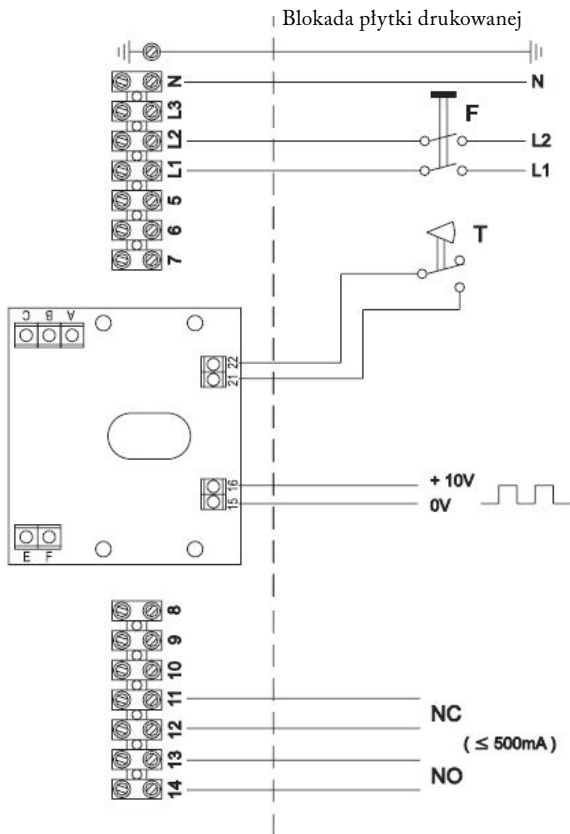 Blokada płytki drukowanej
N
N
L3
F
L2
L2
L1
L1
5
6
7
T
C B A
22
21
16
15
+ 10V
0V
E F
8
9
10
11
NC
12
( ≤ 500mA )
13
NO
14